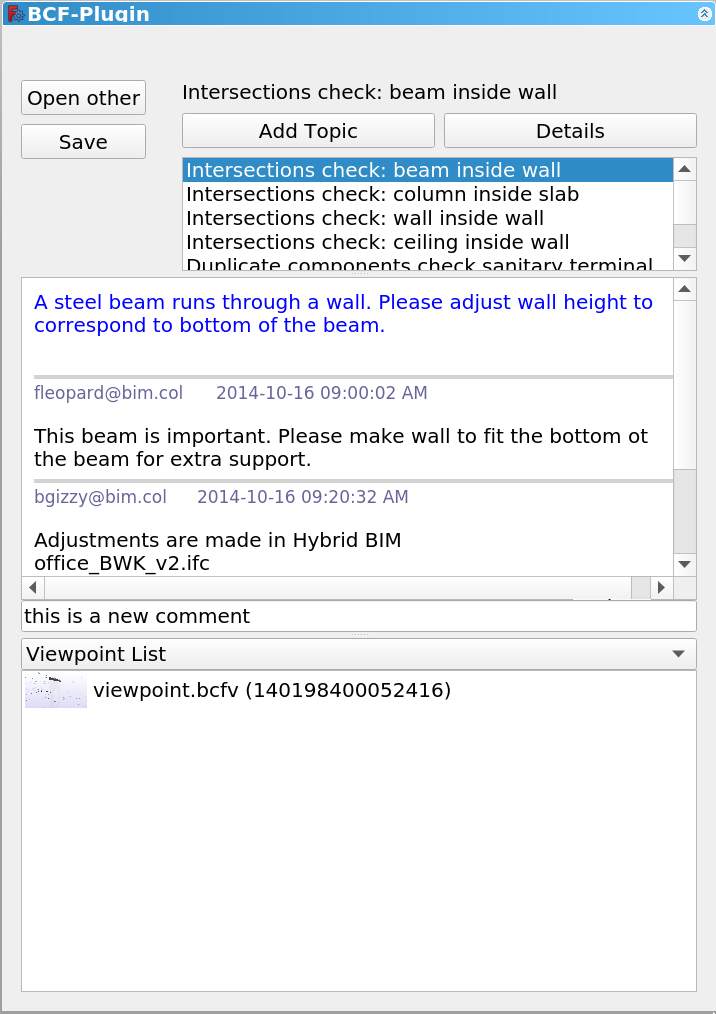 BCF-Plugin
Open other
Save
Intersections check: beam inside wall
Add Topic
Details
Intersections check: beam inside wall
Intersections check: column inside slab
Intersections check: wall inside wall
Intersections check: ceiling inside wall
Duplicate components check sanitary terminal
A steel beam runs through a wall. Please adjust wall height to
correspond to bottom of the beam.
fleopard@bim.col 2014-10-16 09:00:02 AM
This beam is important. Please make wall to fit the bottom ot
the beam for extra support.
bgizzy@bim.col 2014-10-16 09:20:32 AM
Adjustments are made in Hybrid BIM
office_BWK_v2.ifc
this is a new comment
Viewpoint List
viewpoint.bcfv (140198400052416)